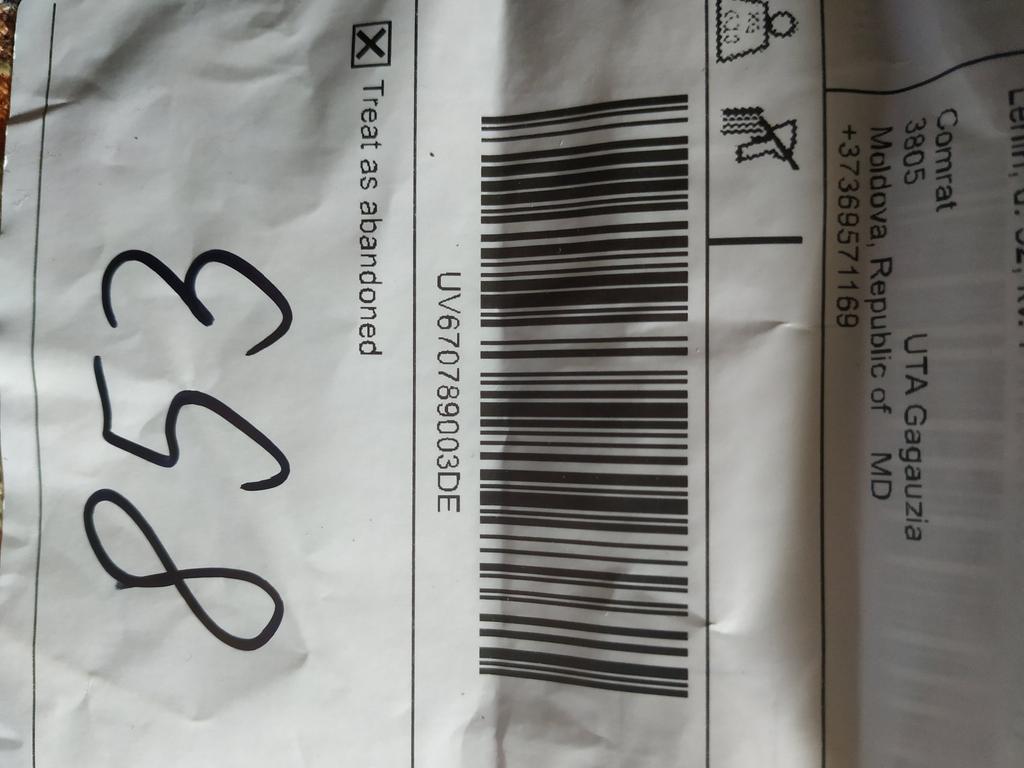 Comrat
3805 UTA Gagauzia
Moldova, Republic of MD
+37369571169
UV670789003DE
Treat as abandoned
853